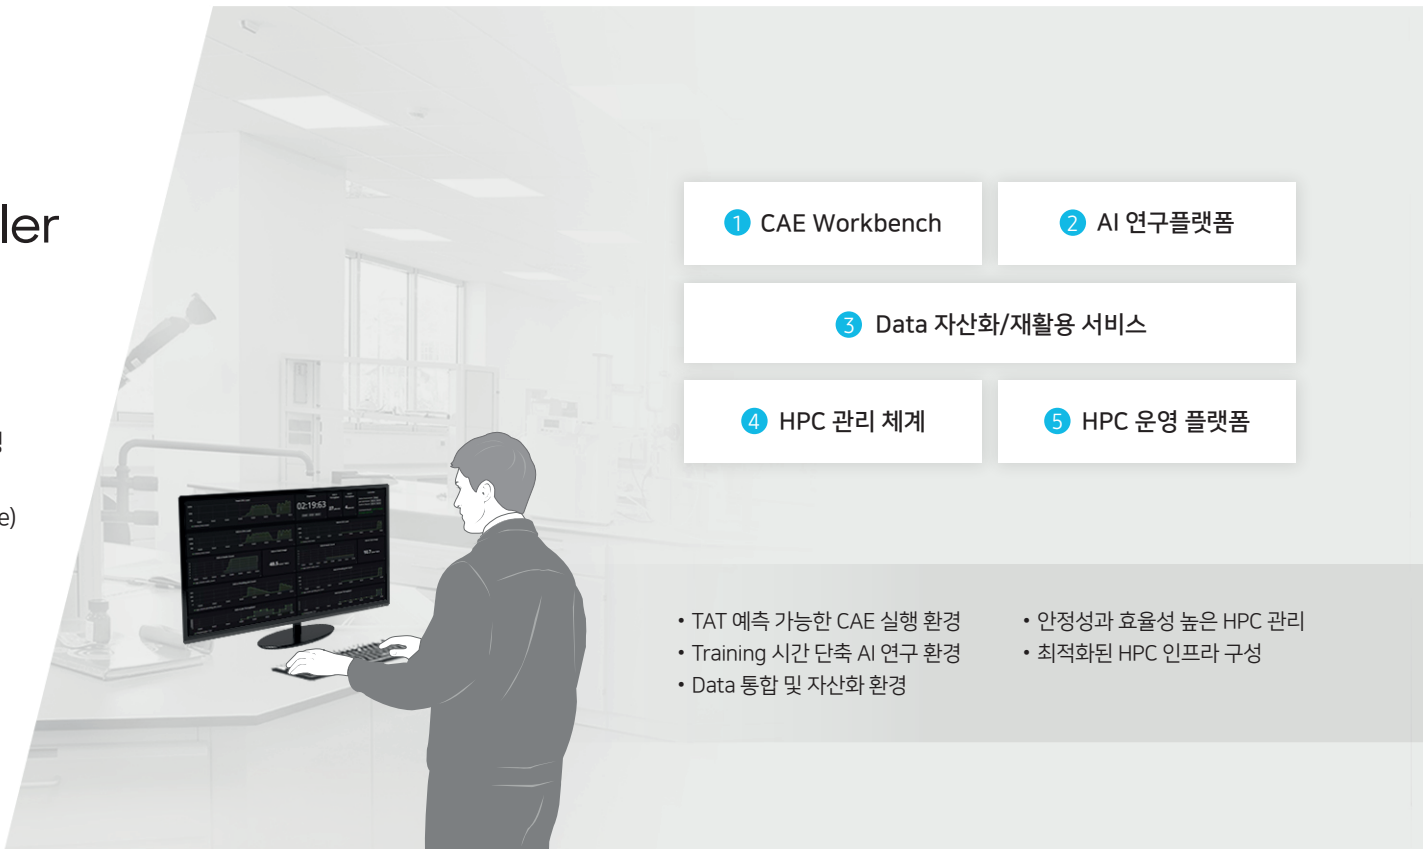 ler
e)
1 CAE Workbench
2 AI 연구플랫폼
3 Data 자산화/재활용 서비스
4 HPC 관리 체계
5 HPC 운영 플랫폼
02:19:63
• TAT 예측 가능한 CAE 실행 환경
• Training 시간 단축 AI 연구 환경
• Data 통합 및 자산화 환경
• 안정성과 효율성 높은 HPC 관리
• 최적화된 HPC 인프라 구성